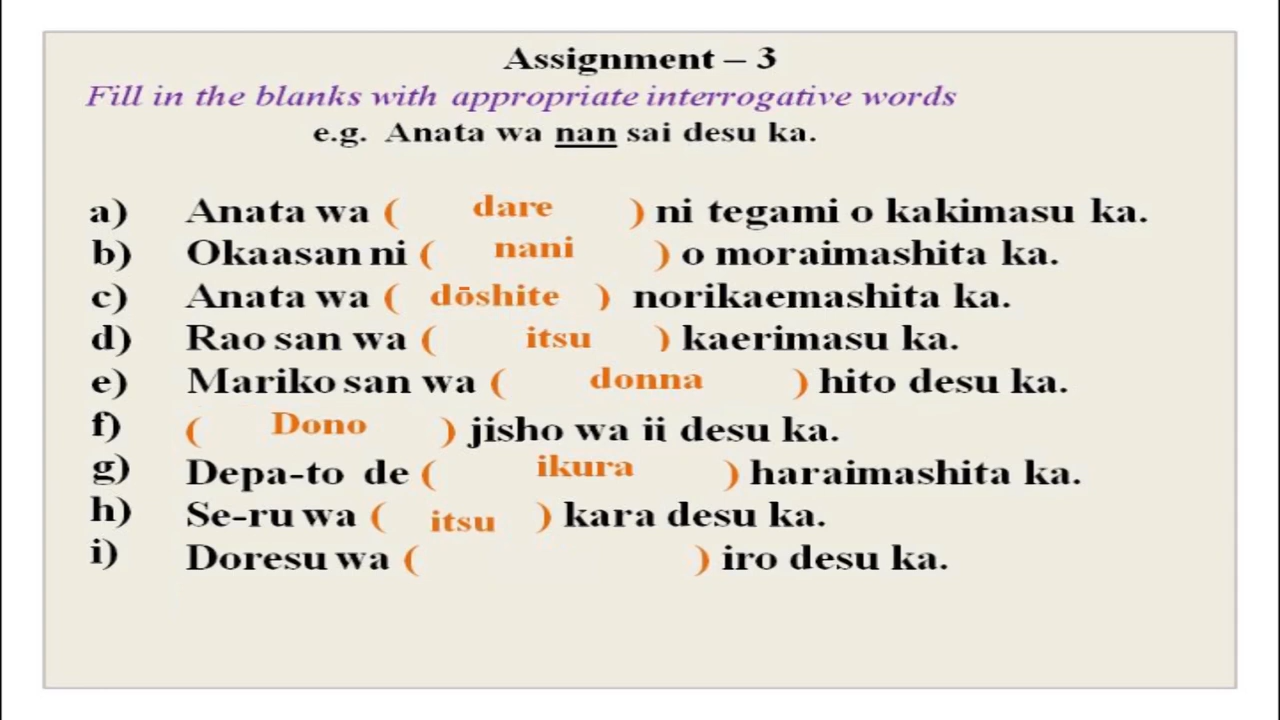 Assignment – 3
Fill in the blanks with appropriate interrogative words
e.g. Anata wa nan sai desu ka.
a) Anata wa ( dare ) ni tegami o kakimasu ka.
b) Okaasan ni ( nani ) o moraimashita ka.
c) Anata wa ( dōshite ) norikaemashita ka.
d) Rao san wa ( itsu ) kaerimasu ka.
e) Mariko san wa ( donna ) hito desu ka.
f) ( Dono ) jisho wa ii desu ka.
g) Depa-to de ( ikura ) haraimashita ka.
h) Se-ru wa ( itsu ) kara desu ka.
i) Doresu wa ( ) iro desu ka.